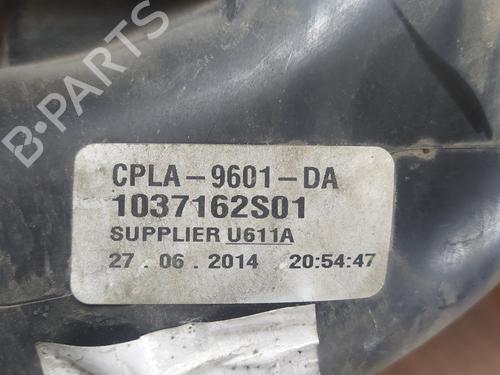 B-PARTS
CPLA-9601-DA
1037162S01
SUPPLIER U611A
27 . 06 . 2014 20:54:47